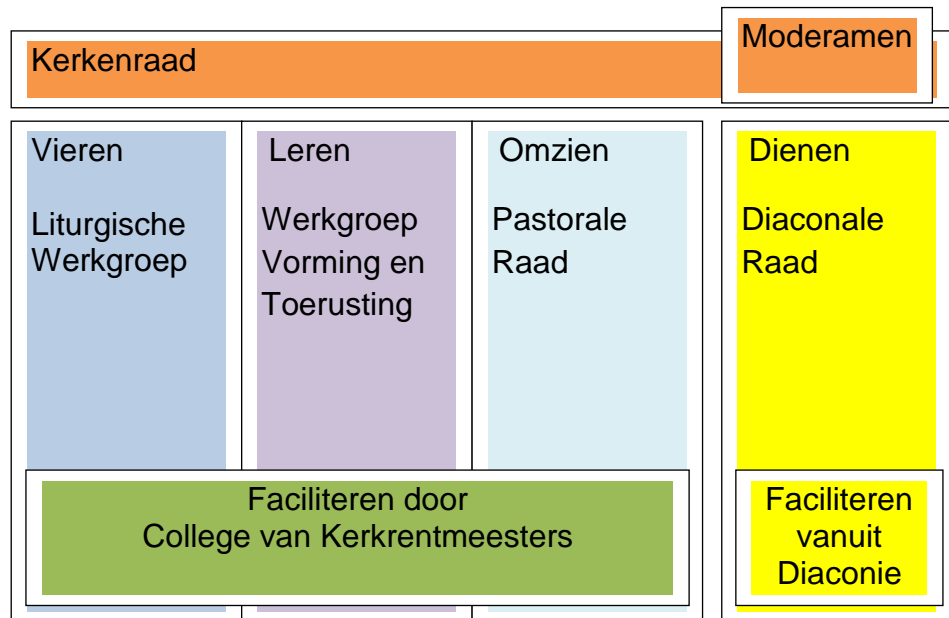 Kerkenraad
Moderamen
Vieren
Liturgische
Werkgroep
Leren
Werkgroep
Vorming en
Toerusting
Omzien
Pastorale
Raad
Dienen
Diaconale
Raad
Faciliteren door
College van Kerkrentmeesters
Faciliteren
vanuit
Diaconie